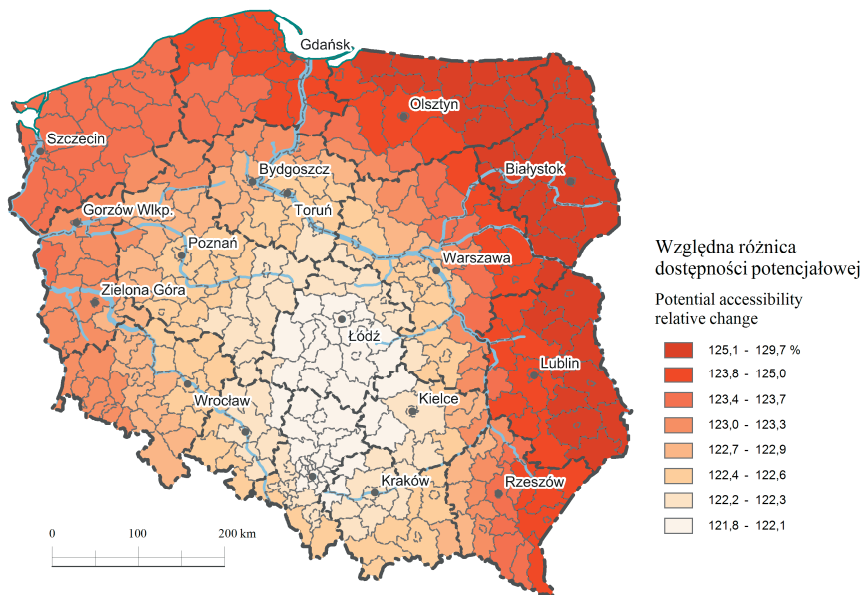 Gdańsk
Olsztyn
Szczecin
Bydgoszcz
Białystok
Toruń
Gorzów Wlkp.
Poznań
Warszawa
Zielona Góra
Łódź
Lublin
Wrocław
Kielce
Kraków
Rzeszów
0 100 200 km
Względna różnica
dostępności potencjałowej
Potential accessibility
relative change
125,1 - 129,7 %
123,8 - 125,0
123,4 - 123,7
123,0 - 123,3
122,7 - 122,9
122,4 - 122,6
122,2 - 122,3
121,8 - 122,1